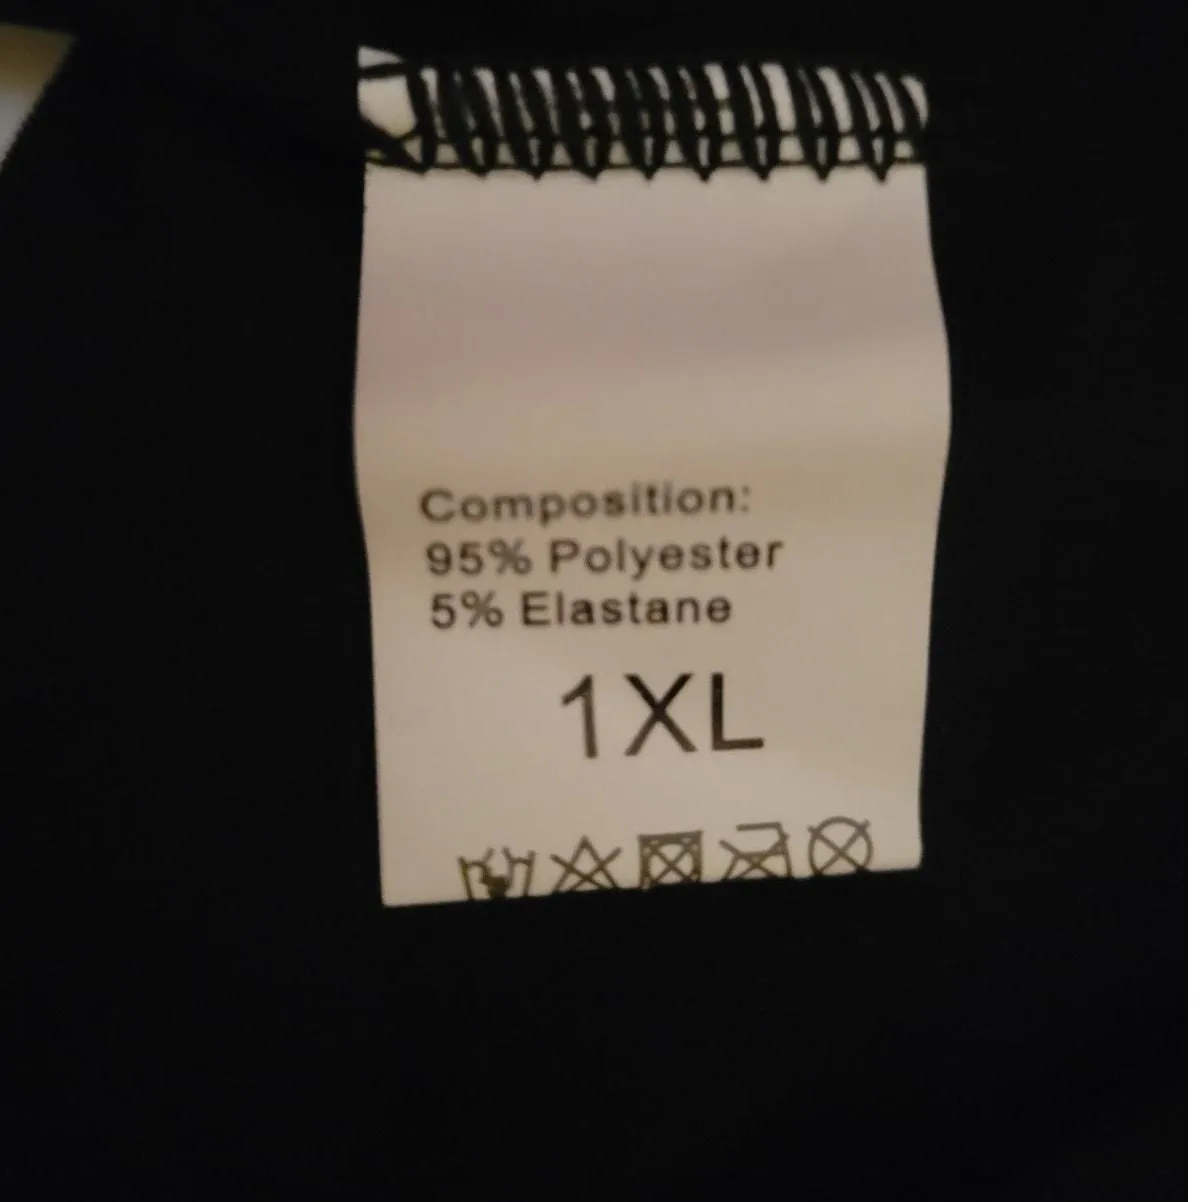 Composition:
95% Polyester
5% Elastane
1XL